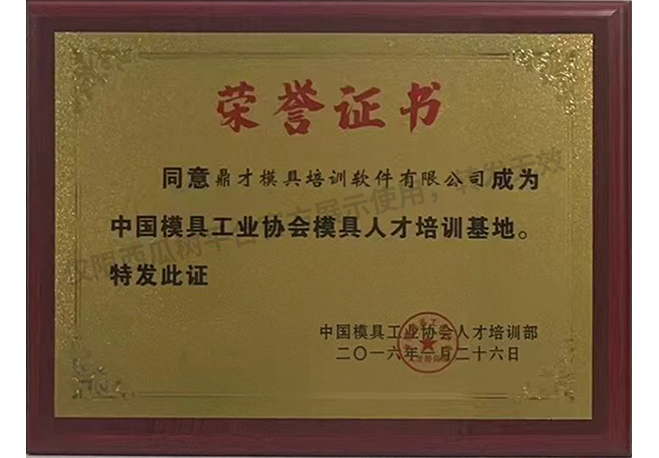 荣誉证书
同意鼎才模具培训软件有限公司成为
中国模具工业协会模具人才培训基地。
特发此证
中国模具工业协会人才培训部
二〇一六年一月二十六日